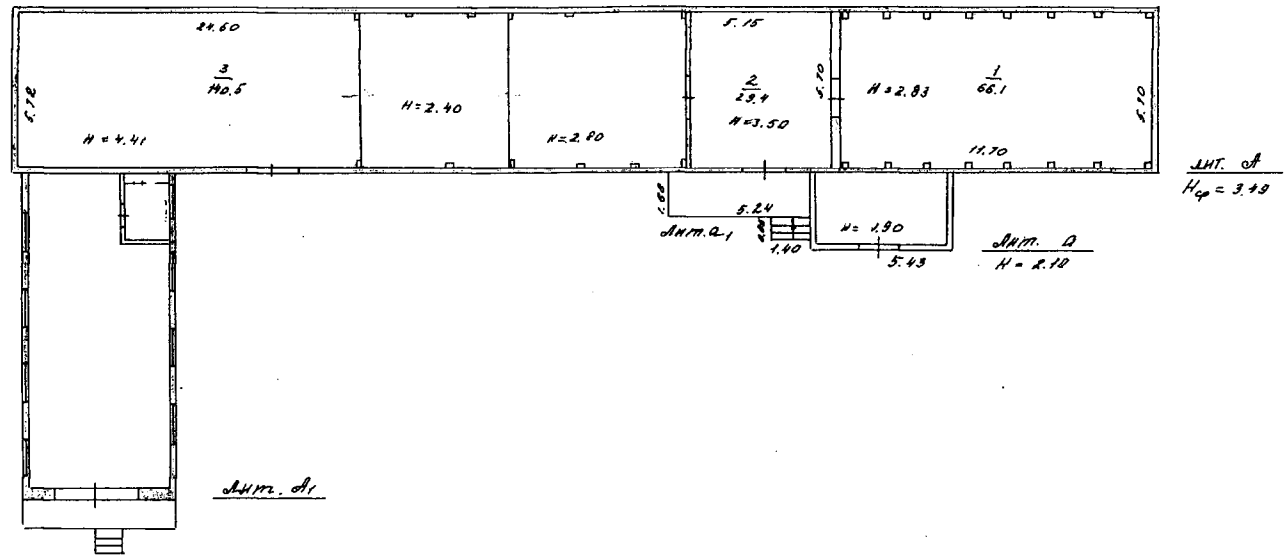 24.60
3
140.5
5.72
H = 4.41
H = 2.40
H = 2.80
5.15
2
29.4
H = 3.50
5.70
H = 2.83
1
66.1
5.70
11.70
лит. А
Hср = 3.49
1.68
5.24
Лит. а₁
1.40
H = 1.90
5.43
Лит. а
H = 2.18
Лит. А₁